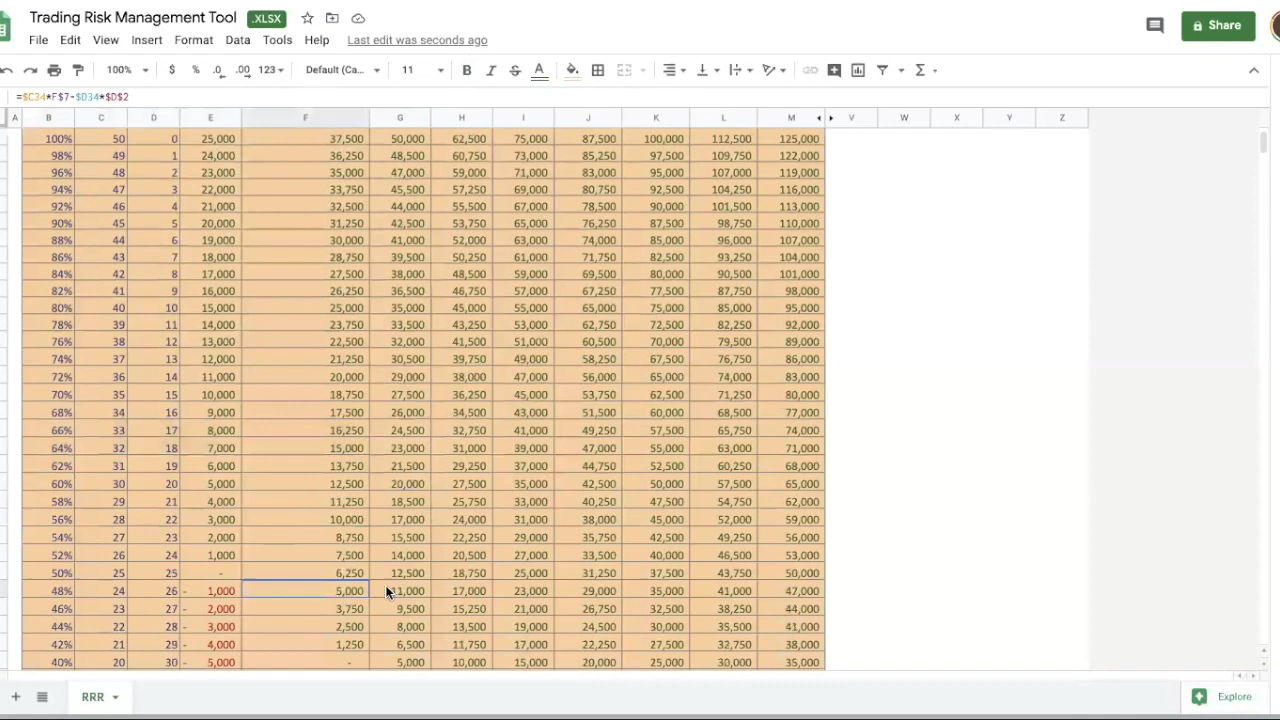 Trading Risk Management Tool .XLSX
File Edit View Insert Format Data Tools Help Last edit was seconds ago
Share
100% $ % .0 .00 123 Default (Ca... 11 B I S A
=$C34*F$7-$D34*$D$2
A B C D E F G H I J K L M V W X Y Z
100% 50 0 25,000 37,500 50,000 62,500 75,000 87,500 100,000 112,500 125,000
98% 49 1 24,000 36,250 48,500 60,750 73,000 85,250 97,500 109,750 122,000
96% 48 2 23,000 35,000 47,000 59,000 71,000 83,000 95,000 107,000 119,000
94% 47 3 22,000 33,750 45,500 57,250 69,000 80,750 92,500 104,250 116,000
92% 46 4 21,000 32,500 44,000 55,500 67,000 78,500 90,000 101,500 113,000
90% 45 5 20,000 31,250 42,500 53,750 65,000 76,250 87,500 98,750 110,000
88% 44 6 19,000 30,000 41,000 52,000 63,000 74,000 85,000 96,000 107,000
86% 43 7 18,000 28,750 39,500 50,250 61,000 71,750 82,500 93,250 104,000
84% 42 8 17,000 27,500 38,000 48,500 59,000 69,500 80,000 90,500 101,000
82% 41 9 16,000 26,250 36,500 46,750 57,000 67,250 77,500 87,750 98,000
80% 40 10 15,000 25,000 35,000 45,000 55,000 65,000 75,000 85,000 95,000
78% 39 11 14,000 23,750 33,500 43,250 53,000 62,750 72,500 82,250 92,000
76% 38 12 13,000 22,500 32,000 41,500 51,000 60,500 70,000 79,500 89,000
74% 37 13 12,000 21,250 30,500 39,750 49,000 58,250 67,500 76,750 86,000
72% 36 14 11,000 20,000 29,000 38,000 47,000 56,000 65,000 74,000 83,000
70% 35 15 10,000 18,750 27,500 36,250 45,000 53,750 62,500 71,250 80,000
68% 34 16 9,000 17,500 26,000 34,500 43,000 51,500 60,000 68,500 77,000
66% 33 17 8,000 16,250 24,500 32,750 41,000 49,250 57,500 65,750 74,000
64% 32 18 7,000 15,000 23,000 31,000 39,000 47,000 55,000 63,000 71,000
62% 31 19 6,000 13,750 21,500 29,250 37,000 44,750 52,500 60,250 68,000
60% 30 20 5,000 12,500 20,000 27,500 35,000 42,500 50,000 57,500 65,000
58% 29 21 4,000 11,250 18,500 25,750 33,000 40,250 47,500 54,750 62,000
56% 28 22 3,000 10,000 17,000 24,000 31,000 38,000 45,000 52,000 59,000
54% 27 23 2,000 8,750 15,500 22,250 29,000 35,750 42,500 49,250 56,000
52% 26 24 1,000 7,500 14,000 20,500 27,000 33,500 40,000 46,500 53,000
50% 25 25 - 6,250 12,500 18,750 25,000 31,250 37,500 43,750 50,000
48% 24 26 - 1,000 5,000 11,000 17,000 23,000 29,000 35,000 41,000 47,000
46% 23 27 - 2,000 3,750 9,500 15,250 21,000 26,750 32,500 38,250 44,000
44% 22 28 - 3,000 2,500 8,000 13,500 19,000 24,500 30,000 35,500 41,000
42% 21 29 - 4,000 1,250 6,500 11,750 17,000 22,250 27,500 32,750 38,000
40% 20 30 - 5,000 - 5,000 10,000 15,000 20,000 25,000 30,000 35,000
RRR
Explore